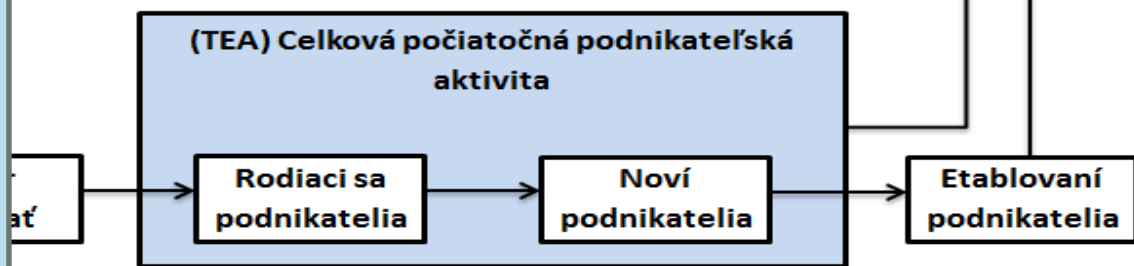 (TEA) Celková počiatočná podnikateľská
aktivita
Rodiaci sa
podnikatelia
Noví
podnikatelia
Etablovaní
podnikatelia